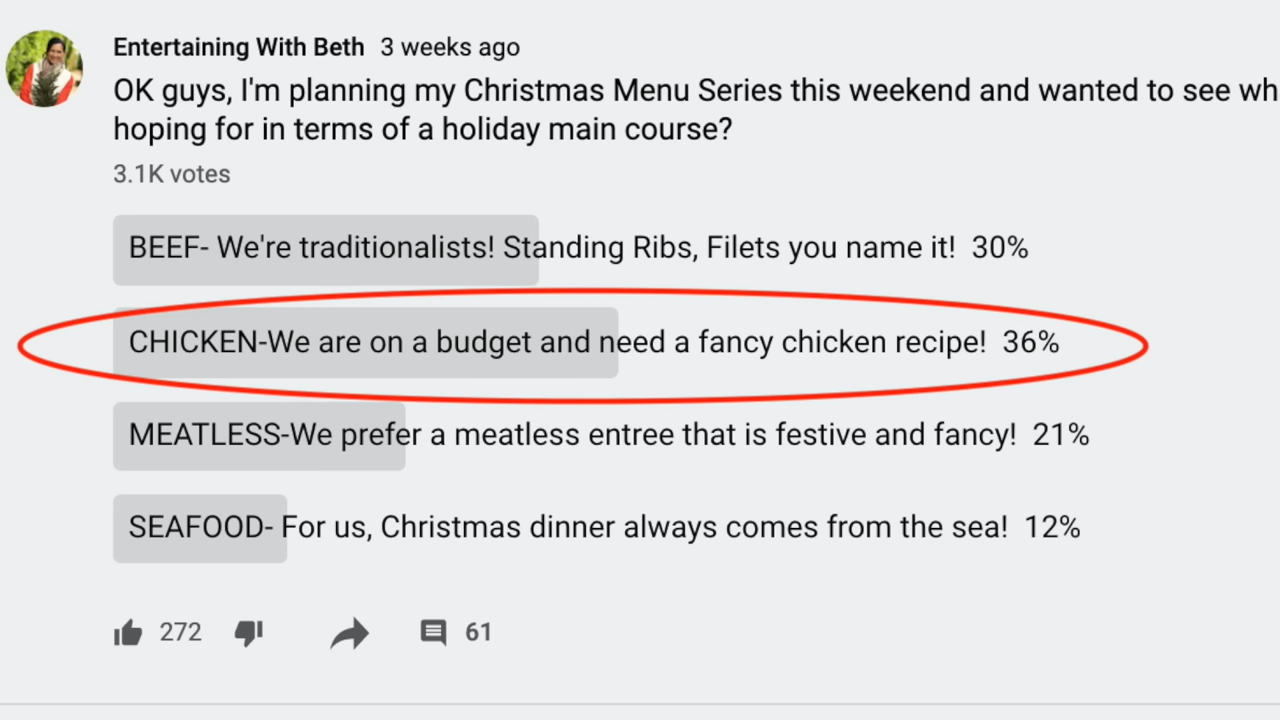 Entertaining With Beth 3 weeks ago
OK guys, I'm planning my Christmas Menu Series this weekend and wanted to see
hoping for in terms of a holiday main course?
3.1K votes
BEEF- We're traditionalists! Standing Ribs, Filets you name it! 30%
CHICKEN-We are on a budget and need a fancy chicken recipe! 36%
MEATLESS-We prefer a meatless entree that is festive and fancy! 21%
SEAFOOD- For us, Christmas dinner always comes from the sea! 12%
272 61